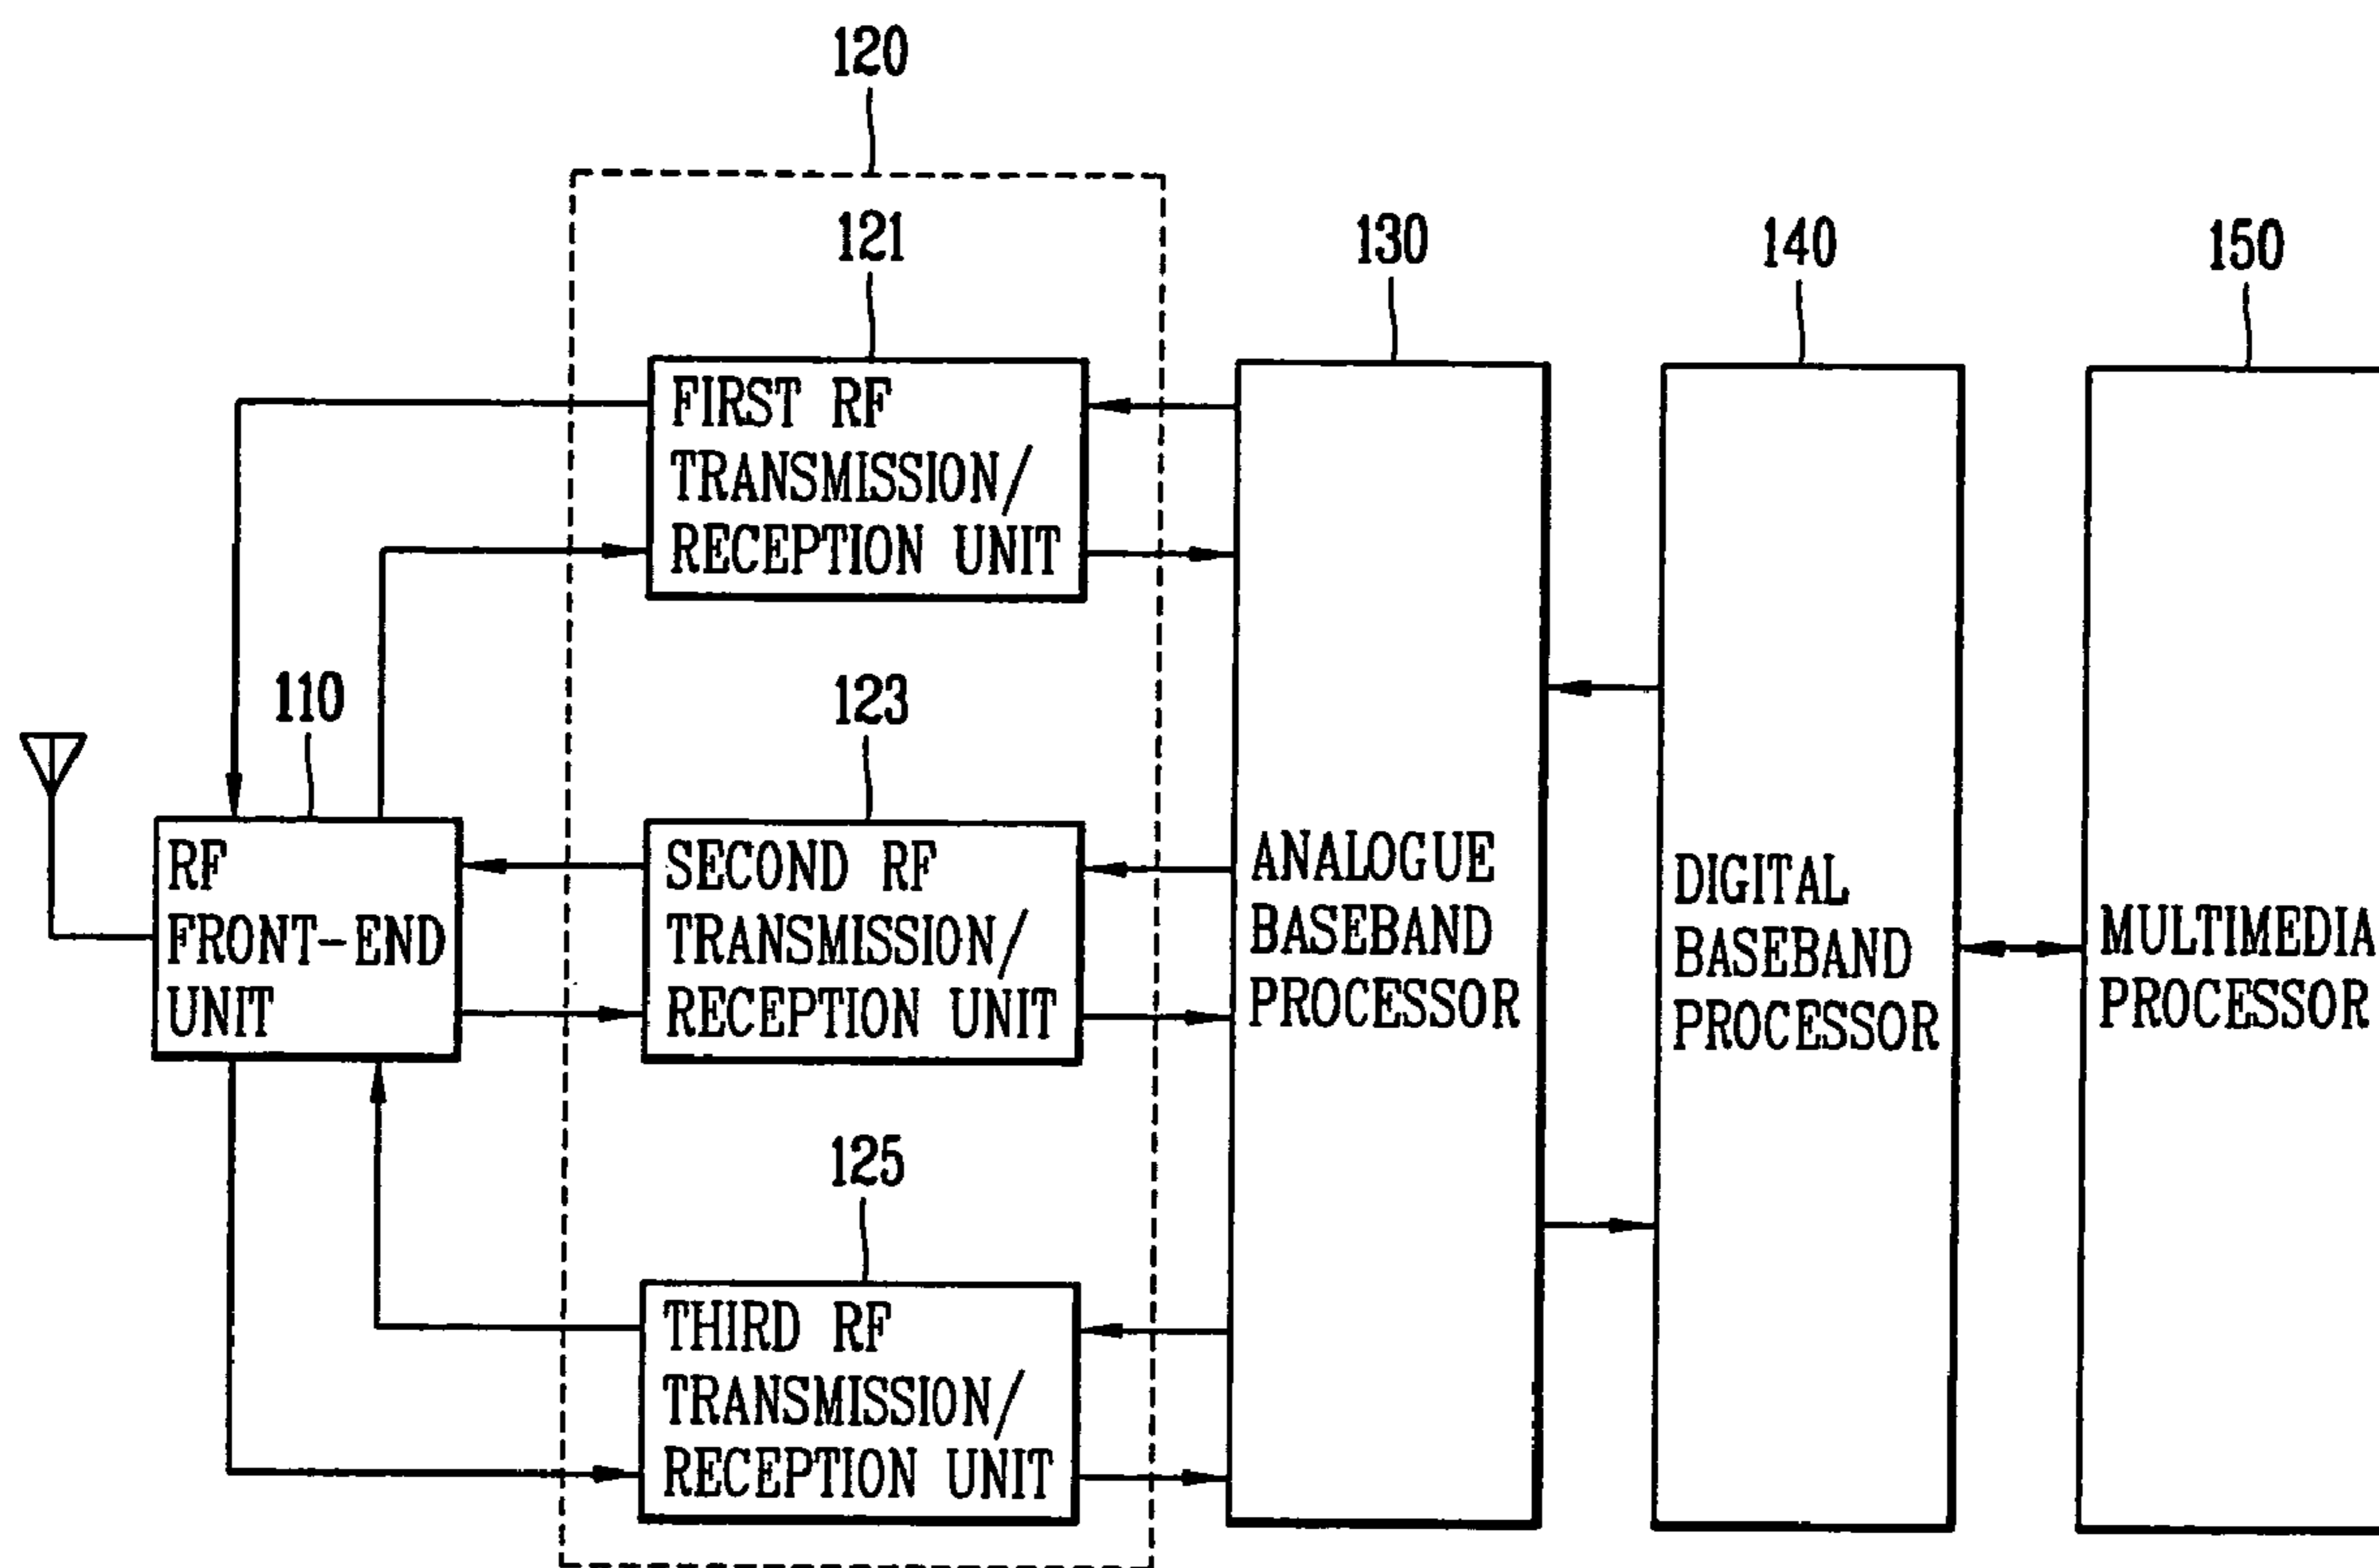 120
121
130
140
150
FIRST RF
TRANSMISSION/
RECEPTION UNIT
110
123
RF
FRONT-END
UNIT
SECOND RF
TRANSMISSION/
RECEPTION UNIT
ANALOGUE
BASEBAND
PROCESSOR
DIGITAL
BASEBAND
PROCESSOR
MULTIMEDIA
PROCESSOR
125
THIRD RF
TRANSMISSION/
RECEPTION UNIT